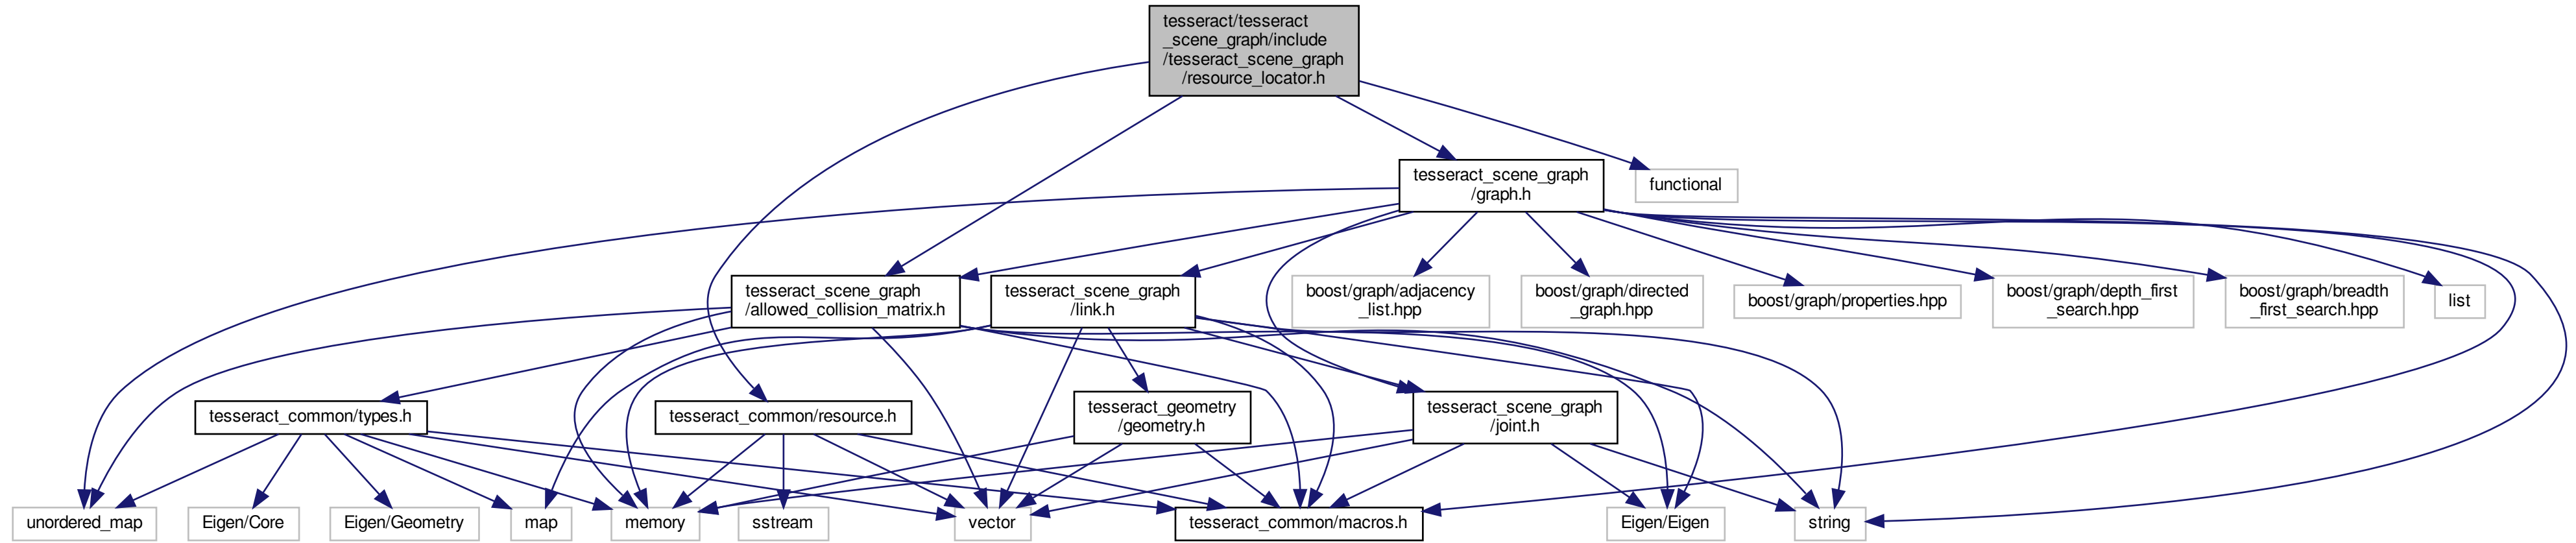 tesseract/tesseract
_scene_graph/include
/tesseract_scene_graph
/resource_locator.h
tesseract_scene_graph
/graph.h
functional
tesseract_scene_graph
/allowed_collision_matrix.h
tesseract_scene_graph
/link.h
boost/graph/adjacency
_list.hpp
boost/graph/directed
_graph.hpp
boost/graph/properties.hpp
boost/graph/depth_first
_search.hpp
boost/graph/breadth
_first_search.hpp
list
tesseract_common/types.h
tesseract_common/resource.h
tesseract_geometry
/geometry.h
tesseract_scene_graph
/joint.h
unordered_map
Eigen/Core
Eigen/Geometry
map
memory
sstream
vector
tesseract_common/macros.h
Eigen/Eigen
string